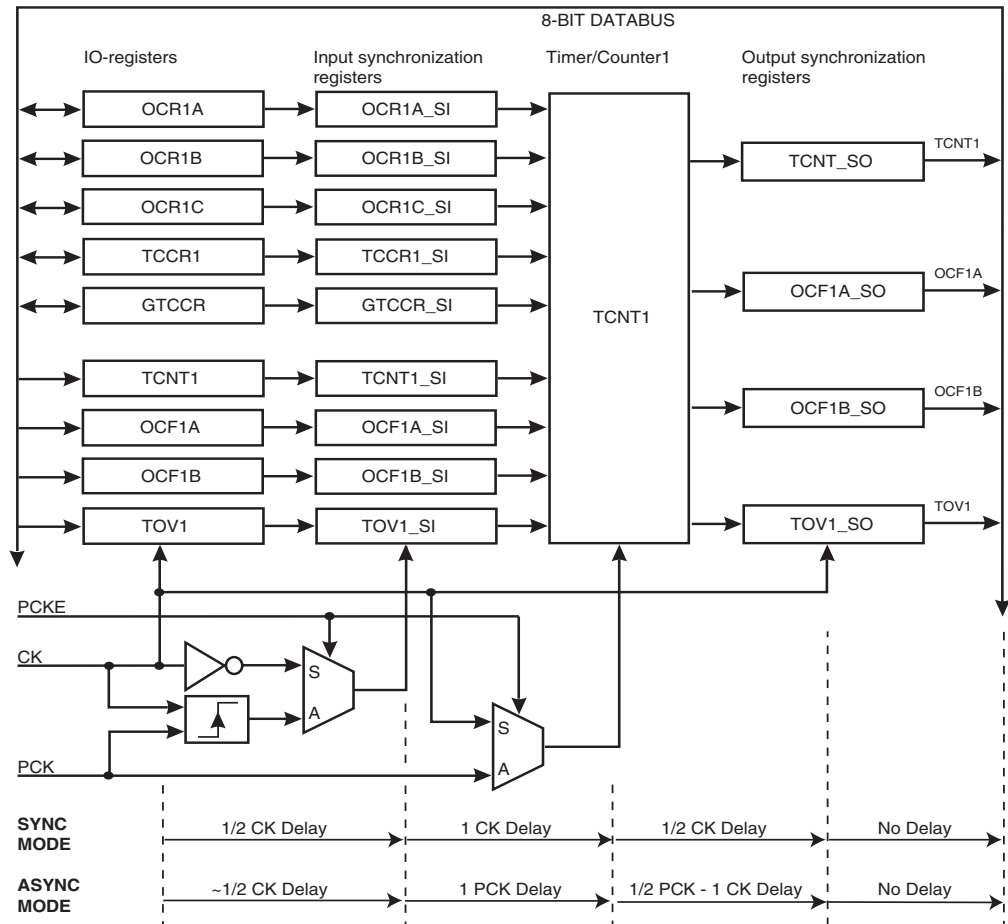 8-BIT DATABUS
IO-registers
Input synchronization
registers
Timer/Counter1
Output synchronization
registers
OCR1A
OCR1A_SI
OCR1B
OCR1B_SI
TCNT_SO
TCNT1
OCR1C
OCR1C_SI
TCCR1
TCCR1_SI
GTCCR
GTCCR_SI
TCNT1
OCF1A_SO
OCF1A
TCNT1
TCNT1_SI
OCF1A
OCF1A_SI
OCF1B_SO
OCF1B
OCF1B
OCF1B_SI
TOV1
TOV1_SI
TOV1_SO
TOV1
PCKE
CK
S
A
S
A
PCK
SYNC
MODE
1/2 CK Delay
1 CK Delay
1/2 CK Delay
No Delay
ASYNC
MODE
~1/2 CK Delay
1 PCK Delay
1/2 PCK - 1 CK Delay
No Delay